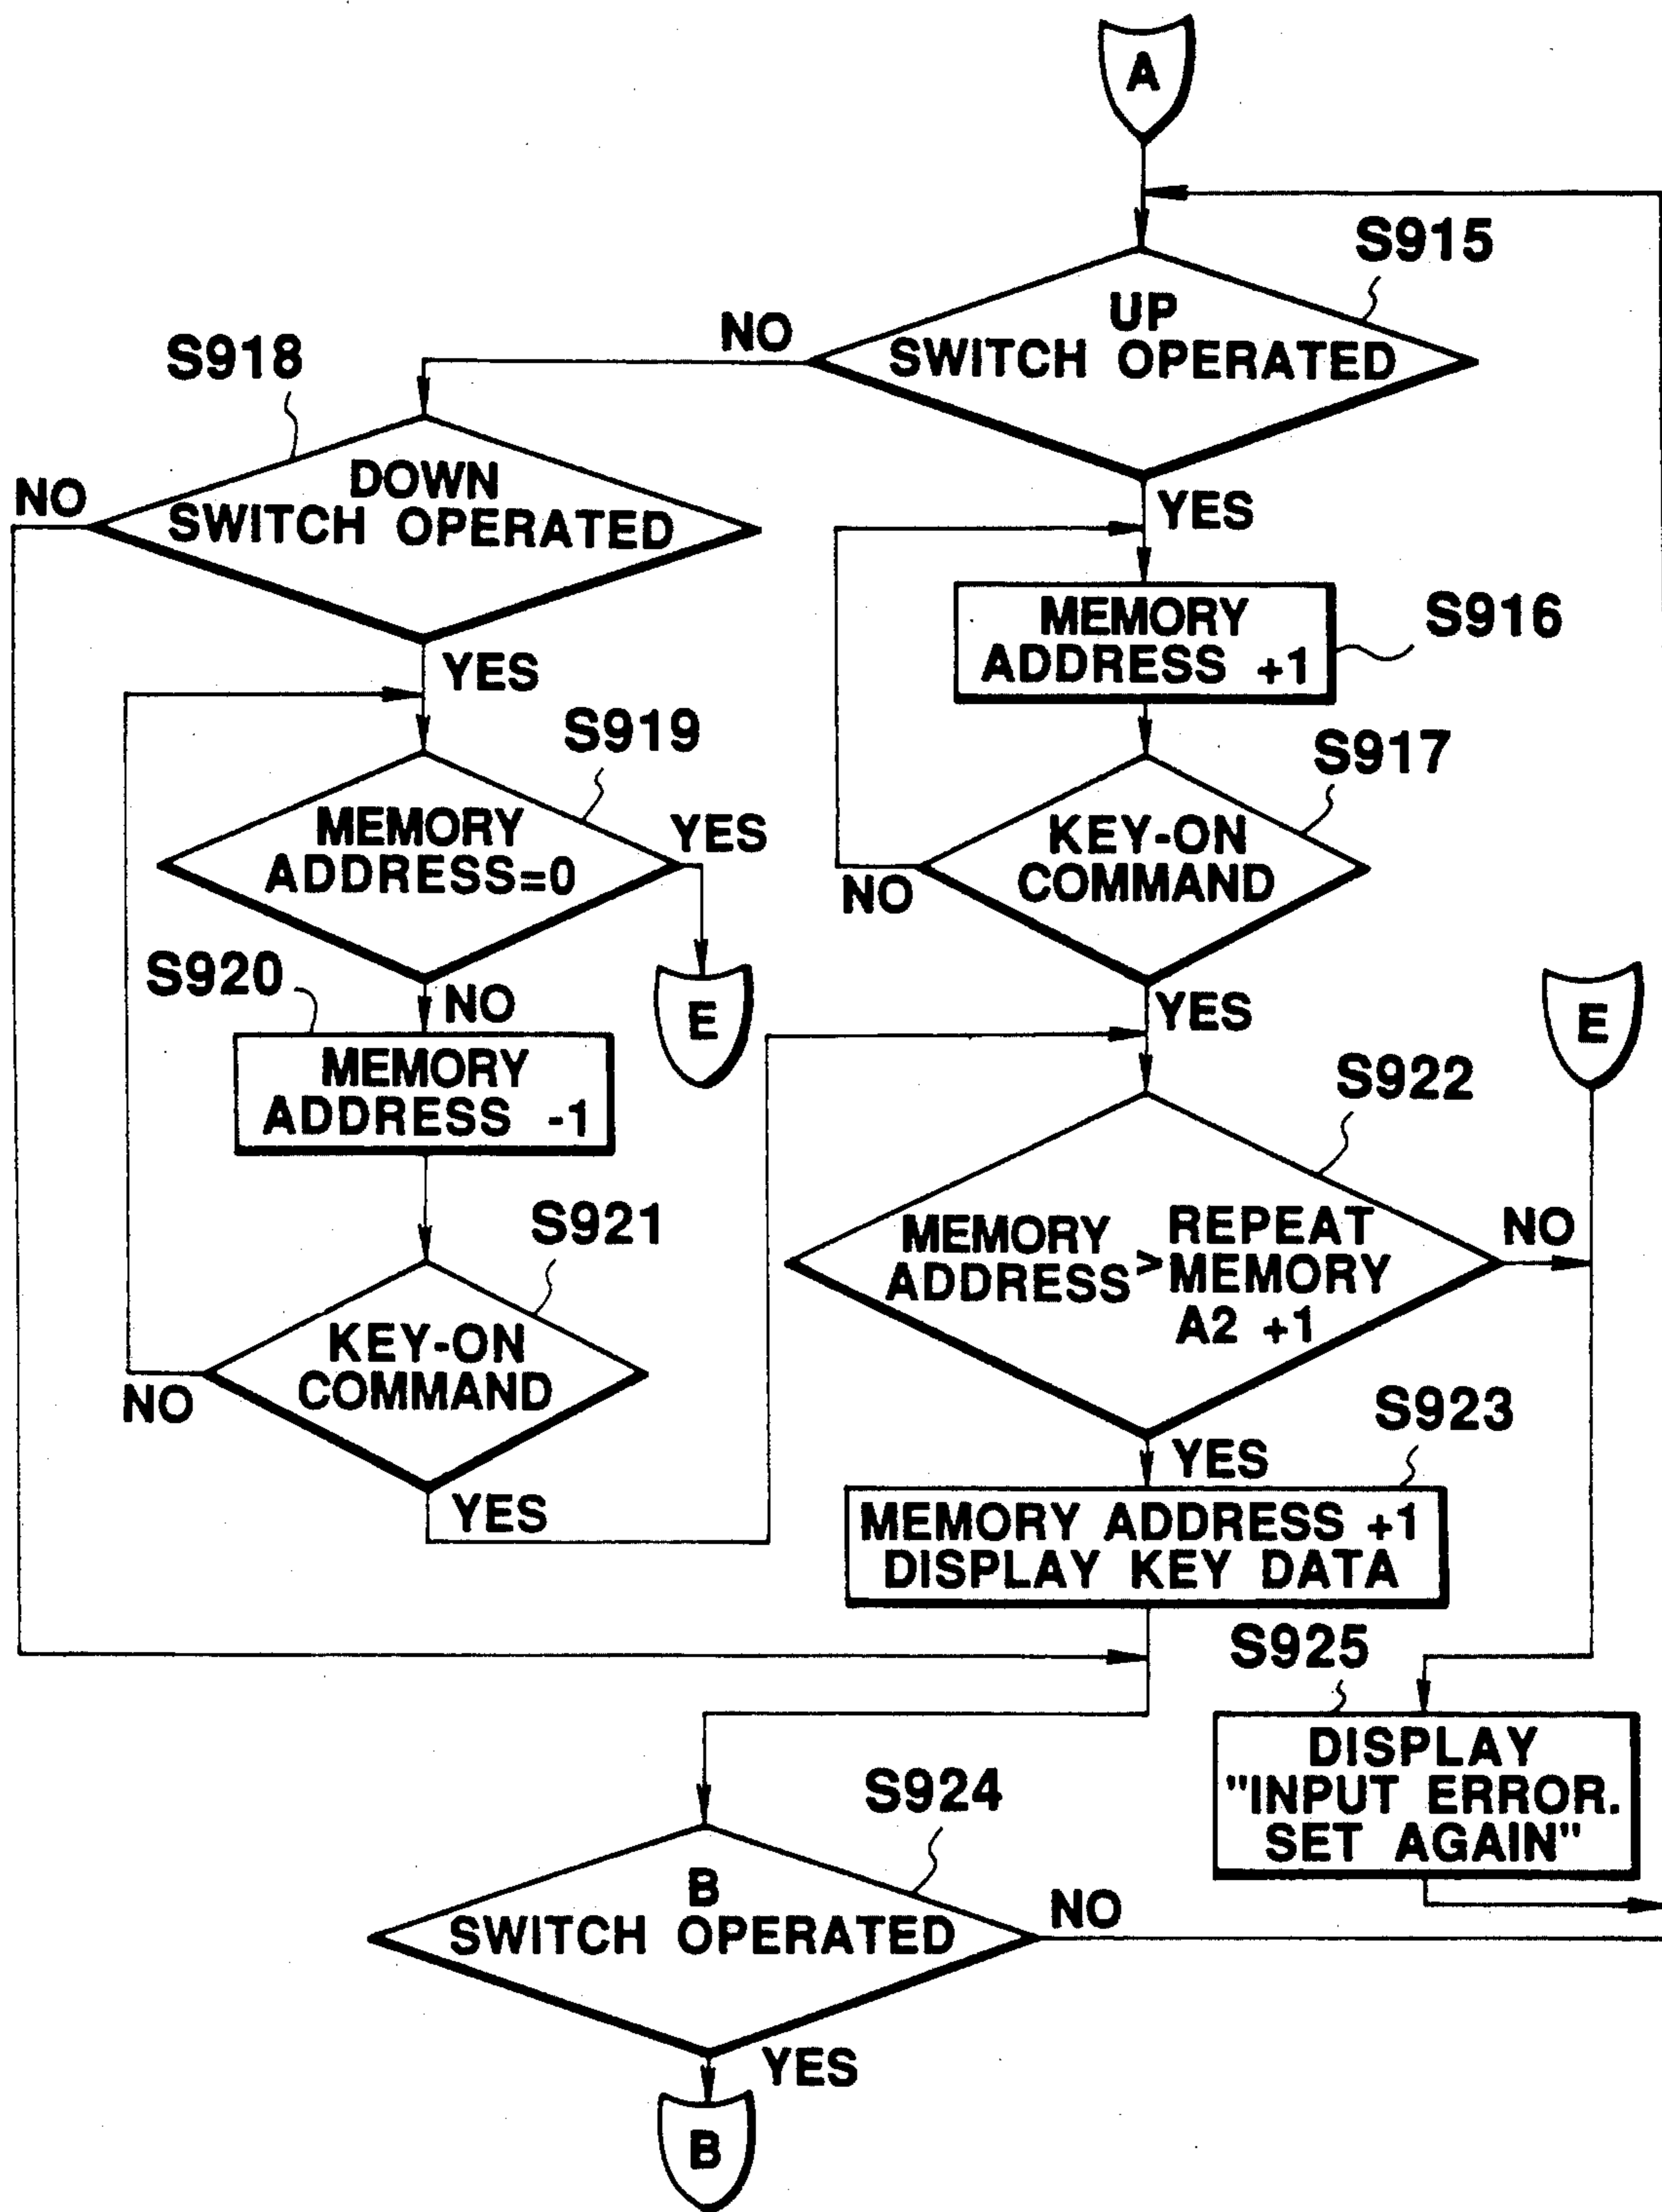 A
S915
UP
SWITCH OPERATED
NO
YES
S918
DOWN
SWITCH OPERATED
NO
YES
MEMORY
ADDRESS +1
S916
S917
KEY-ON
COMMAND
NO
YES
S919
MEMORY
ADDRESS=0
YES
E
NO
S920
MEMORY
ADDRESS -1
S921
KEY-ON
COMMAND
NO
YES
E
S922
MEMORY
ADDRESS
>
REPEAT
MEMORY
A2 +1
NO
YES
S923
MEMORY ADDRESS +1
DISPLAY KEY DATA
S925
DISPLAY
"INPUT ERROR.
SET AGAIN"
S924
B
SWITCH OPERATED
NO
YES
B